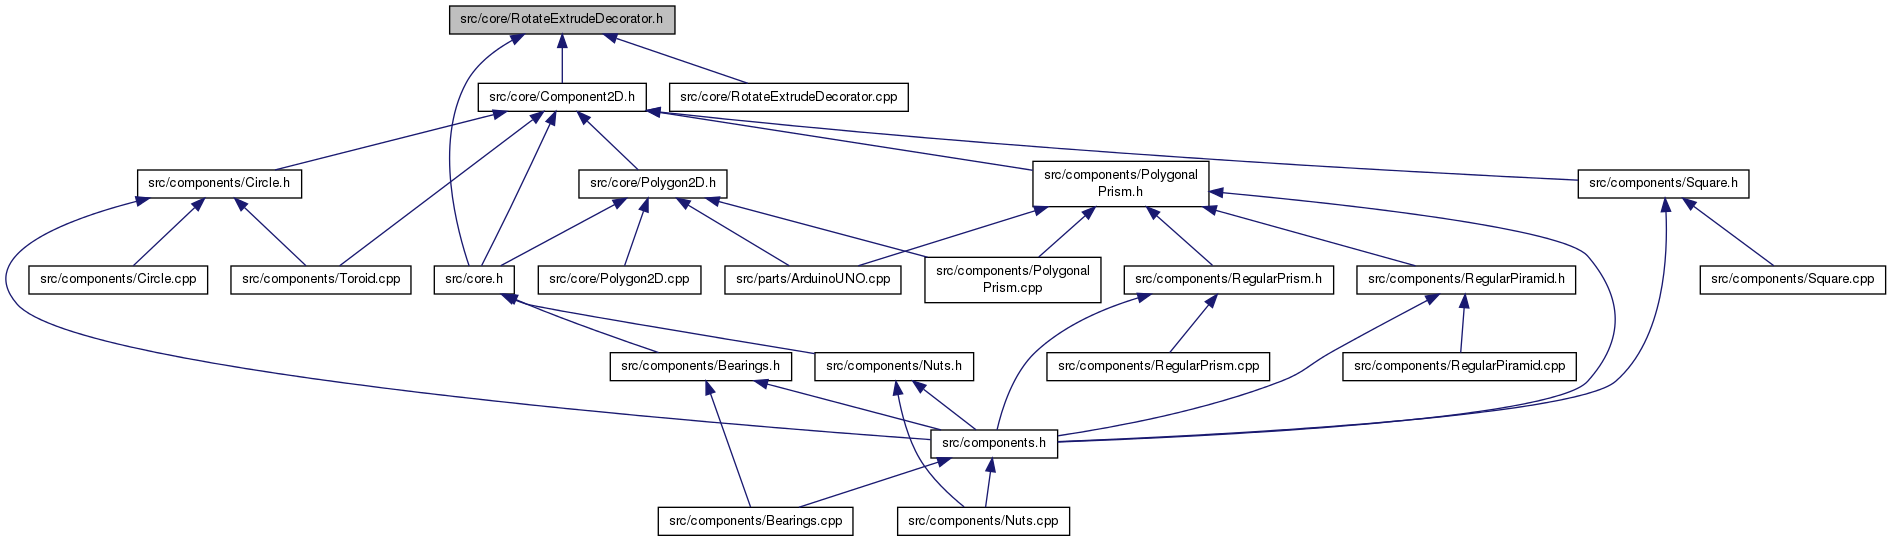 src/core/RotateExtrudeDecorator.h
src/core/Component2D.h
src/core/RotateExtrudeDecorator.cpp
src/components/Circle.h
src/core/Polygon2D.h
src/components/Polygonal
Prism.h
src/components/Square.h
src/components/Circle.cpp
src/components/Toroid.cpp
src/core.h
src/core/Polygon2D.cpp
src/parts/ArduinoUNO.cpp
src/components/Polygonal
Prism.cpp
src/components/RegularPrism.h
src/components/RegularPiramid.h
src/components/Square.cpp
src/components/Bearings.h
src/components/Nuts.h
src/components/RegularPrism.cpp
src/components/RegularPiramid.cpp
src/components.h
src/components/Bearings.cpp
src/components/Nuts.cpp